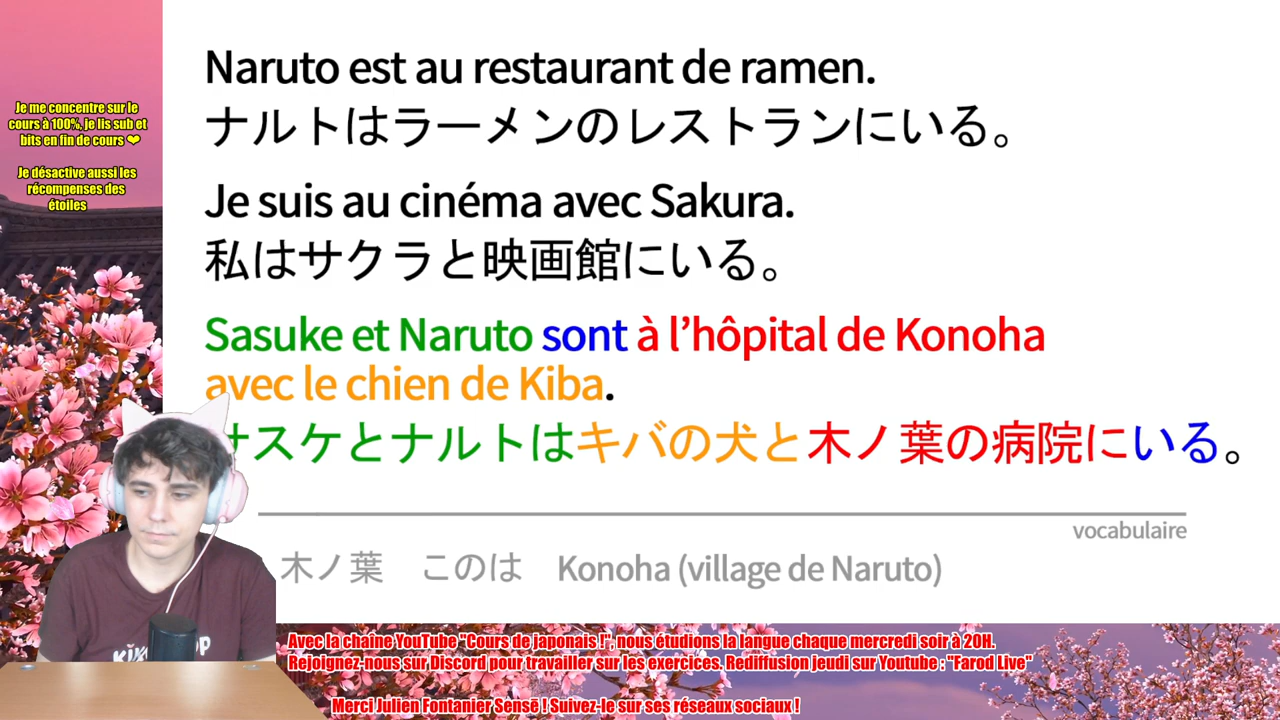 Je me concentre sur le
cours à 100%, je lis sub et
bits en fin de cours ❤
Je désactive aussi les
récompenses des
étoiles
Naruto est au restaurant de ramen.
ナルトはラーメンのレストランにいる。
Je suis au cinéma avec Sakura.
私はサクラと映画館にいる。
Sasuke et Naruto sont à l’hôpital de Konoha
avec le chien de Kiba.
サスケとナルトはキバの犬と木ノ葉の病院にいる。
vocabulaire
木ノ葉 このは Konoha (village de Naruto)
Avec la chaîne YouTube "Cours de japonais !", nous étudions la langue chaque mercredi soir à 20H.
Rejoignez-nous sur Discord pour travailler sur les exercices. Rediffusion jeudi sur Youtube : "Farod Live"
Merci Julien Fontanier Sensē ! Suivez-le sur ses réseaux sociaux !